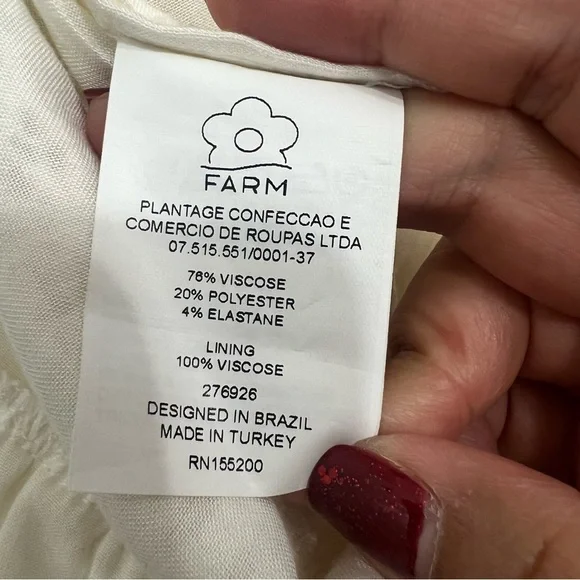 FARM
PLANTAGE CONFECCAO E
COMERCIO DE ROUPAS LTDA
07.515.551/0001-37
76% VISCOSE
20% POLYESTER
4% ELASTANE
LINING
100% VISCOSE
276926
DESIGNED IN BRAZIL
MADE IN TURKEY
RN155200